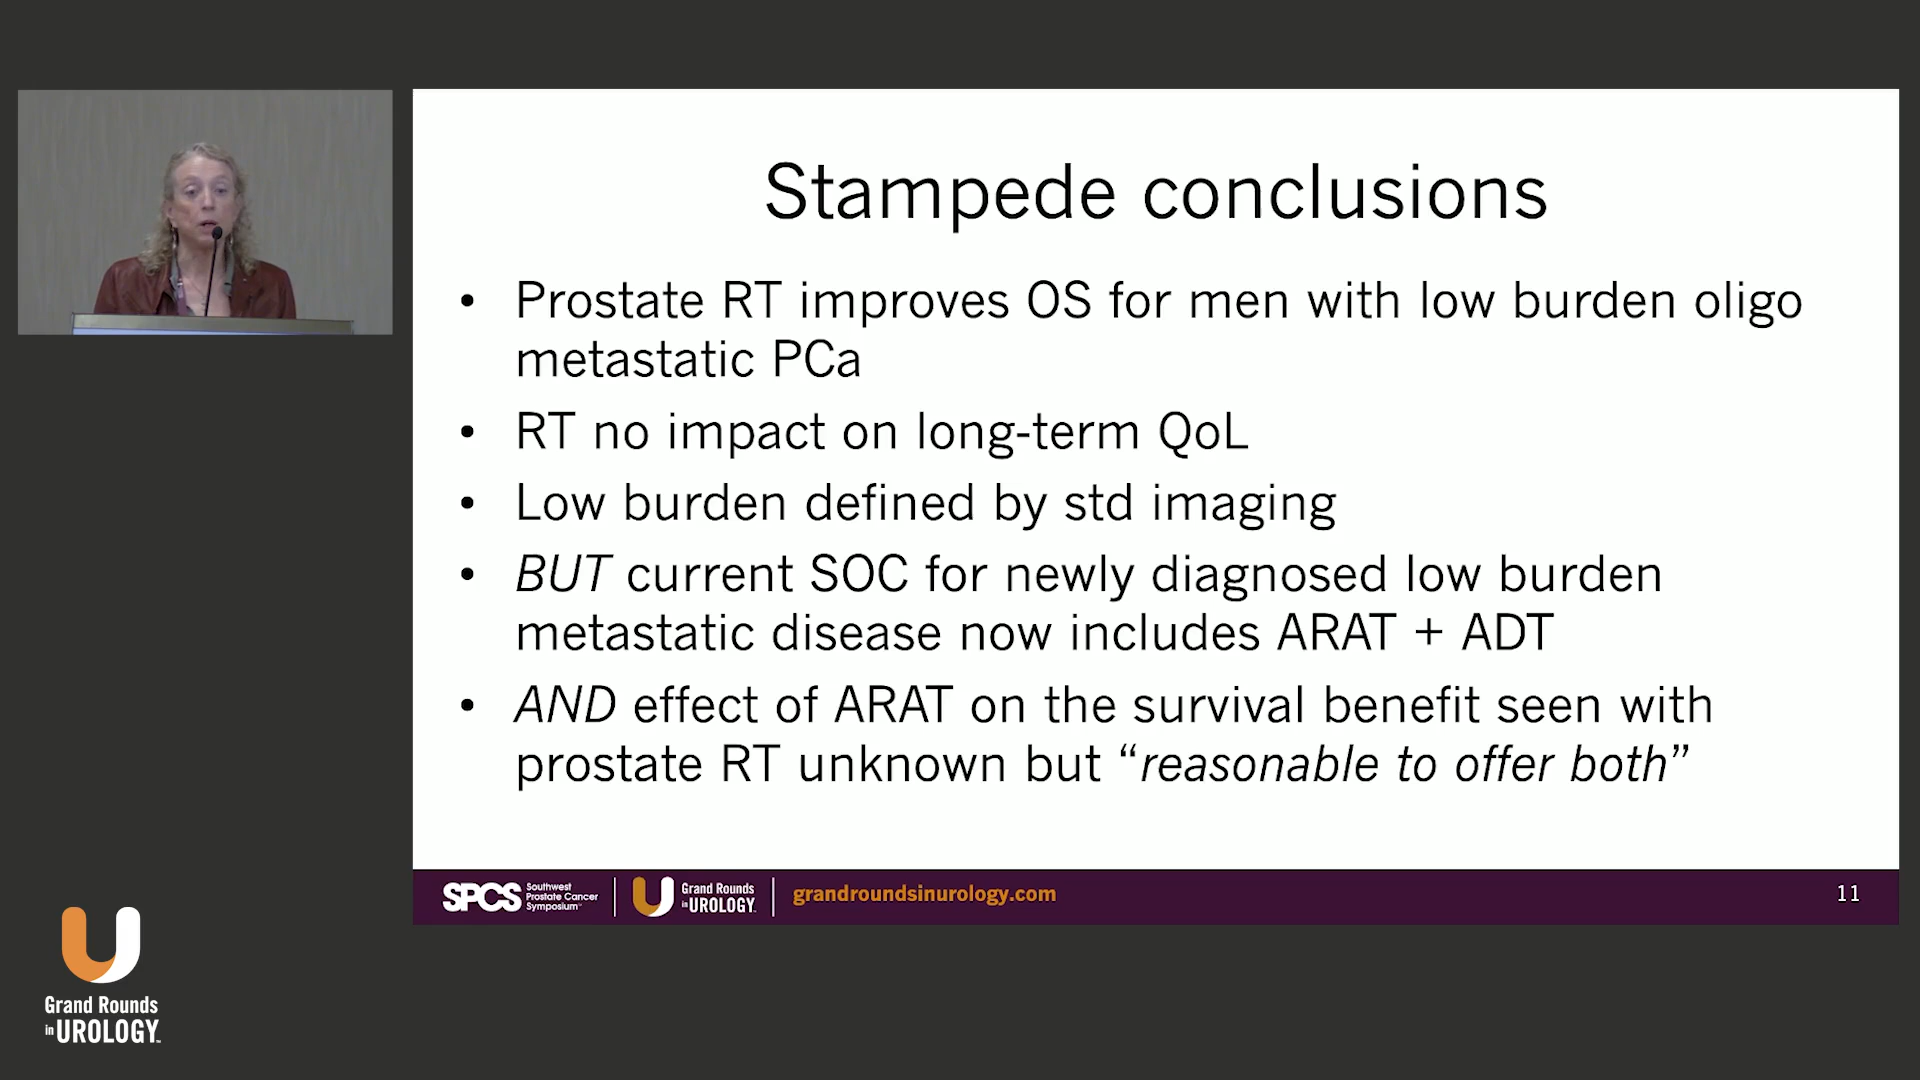 Stampede conclusions
• Prostate RT improves OS for men with low burden oligo
metastatic PCa
• RT no impact on long-term QoL
• Low burden defined by std imaging
• BUT current SOC for newly diagnosed low burden
metastatic disease now includes ARAT + ADT
• AND effect of ARAT on the survival benefit seen with
prostate RT unknown but “reasonable to offer both”
SPCS Southwest
Prostate Cancer
Symposium™
Grand Rounds
in UROLOGY™
grandroundsinurology.com
11
Grand Rounds
in UROLOGY™